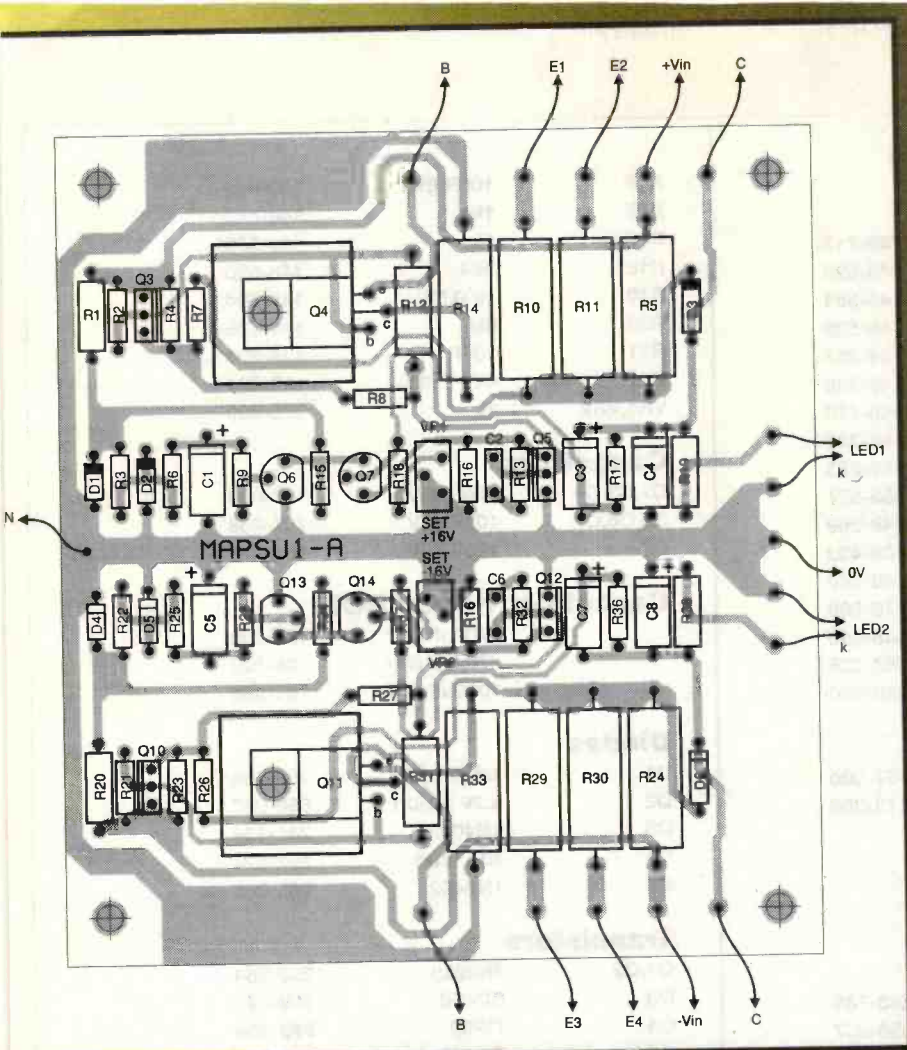 B E1 E2 +Vin C
Q3
R1 R2 R4 R7 Q4 e c b R12 R14 R10 R11 R5
R8
VR1 C2 Q5 + +
D1 R3 D2 R6 C1 + R9 Q6 R15 Q7 R18 R16 R13 C3 R17 C4 LED1
k
SET
+16V
N MAPSU1-A 0V
SET
-16V
+ Q13 Q14 C6 Q12 + +
D4 R22 D5 R25 C5 R16 R32 C7 R36 C8 LED2
k
VR2
R27
Q10
R20 R21 R23 R26 Q11 e c b R31 R33 R29 R30 R24
B E3 E4 -Vin C